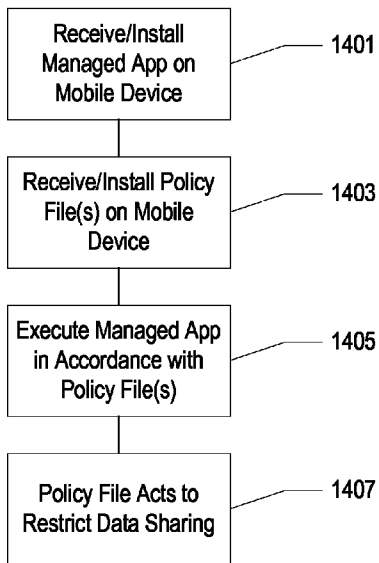 Receive/Install
Managed App on
Mobile Device
1401
Receive/Install Policy
File(s) on Mobile
Device
1403
Execute Managed App
in Accordance with
Policy File(s)
1405
Policy File Acts to
Restrict Data Sharing
1407